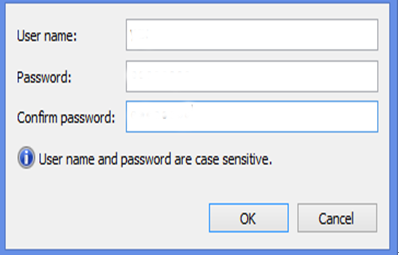 User name:
Password:
Confirm password:
User name and password are case sensitive.
OK
Cancel